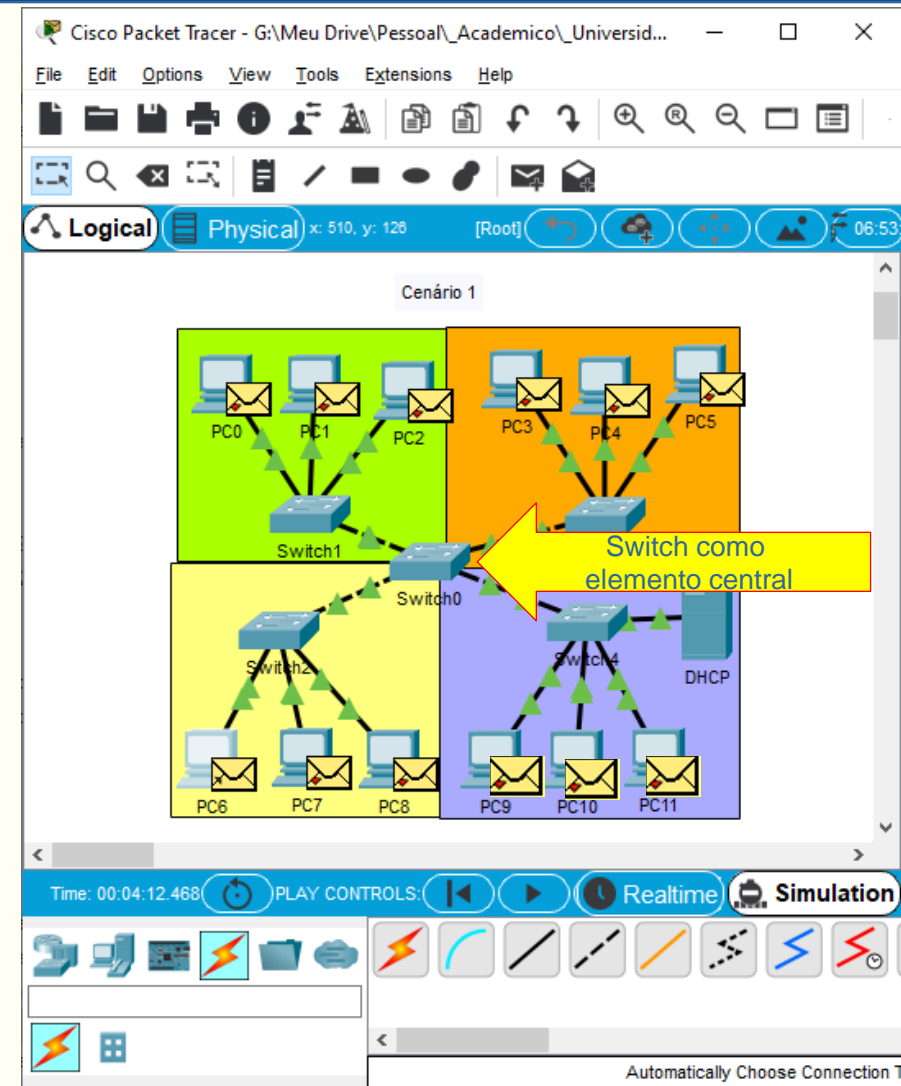 Cisco Packet Tracer - G:\Meu Drive\Pessoal\_Academico\_Universid...
File Edit Options View Tools Extensions Help
Logical Physical x: 510, y: 126 [Root] 06:53:
Cenário 1
PC0 PC1 PC2 PC3 PC4 PC5
Switch1
Switch como
elemento central
Switch0
Switch2 Switch4
DHCP
PC6 PC7 PC8 PC9 PC10 PC11
Time: 00:04:12.468 PLAY CONTROLS: Realtime Simulation
Automatically Choose Connection T